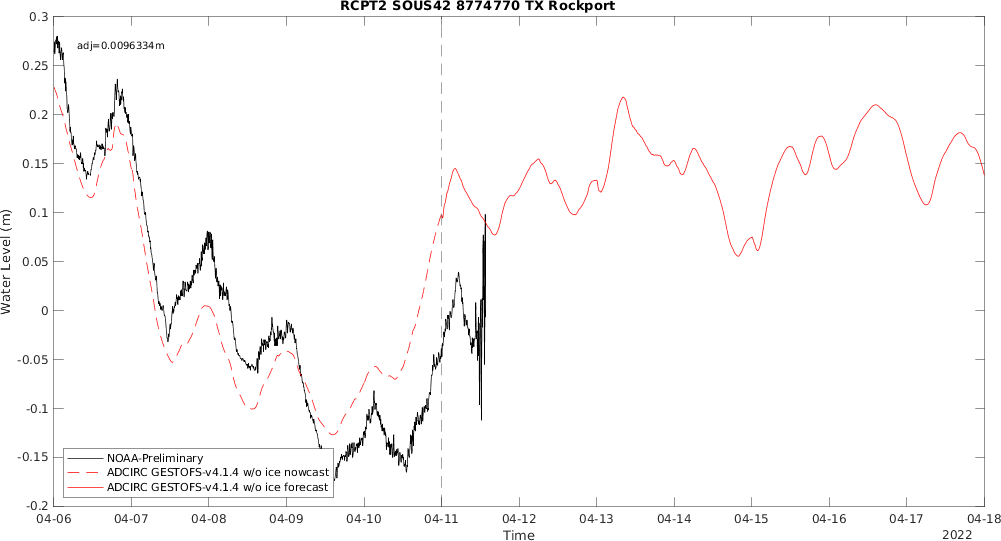 RCPT2 SOUS42 8774770 TX Rockport
adj=0.0096334m
0.3
0.25
0.2
0.15
0.1
0.05
0
-0.05
-0.1
-0.15
-0.2
Water Level (m)
NOAA-Preliminary
ADCIRC GESTOFS-v4.1.4 w/o ice nowcast
ADCIRC GESTOFS-v4.1.4 w/o ice forecast
04-06 04-07 04-08 04-09 04-10 04-11 04-12 04-13 04-14 04-15 04-16 04-17 04-18
Time
2022